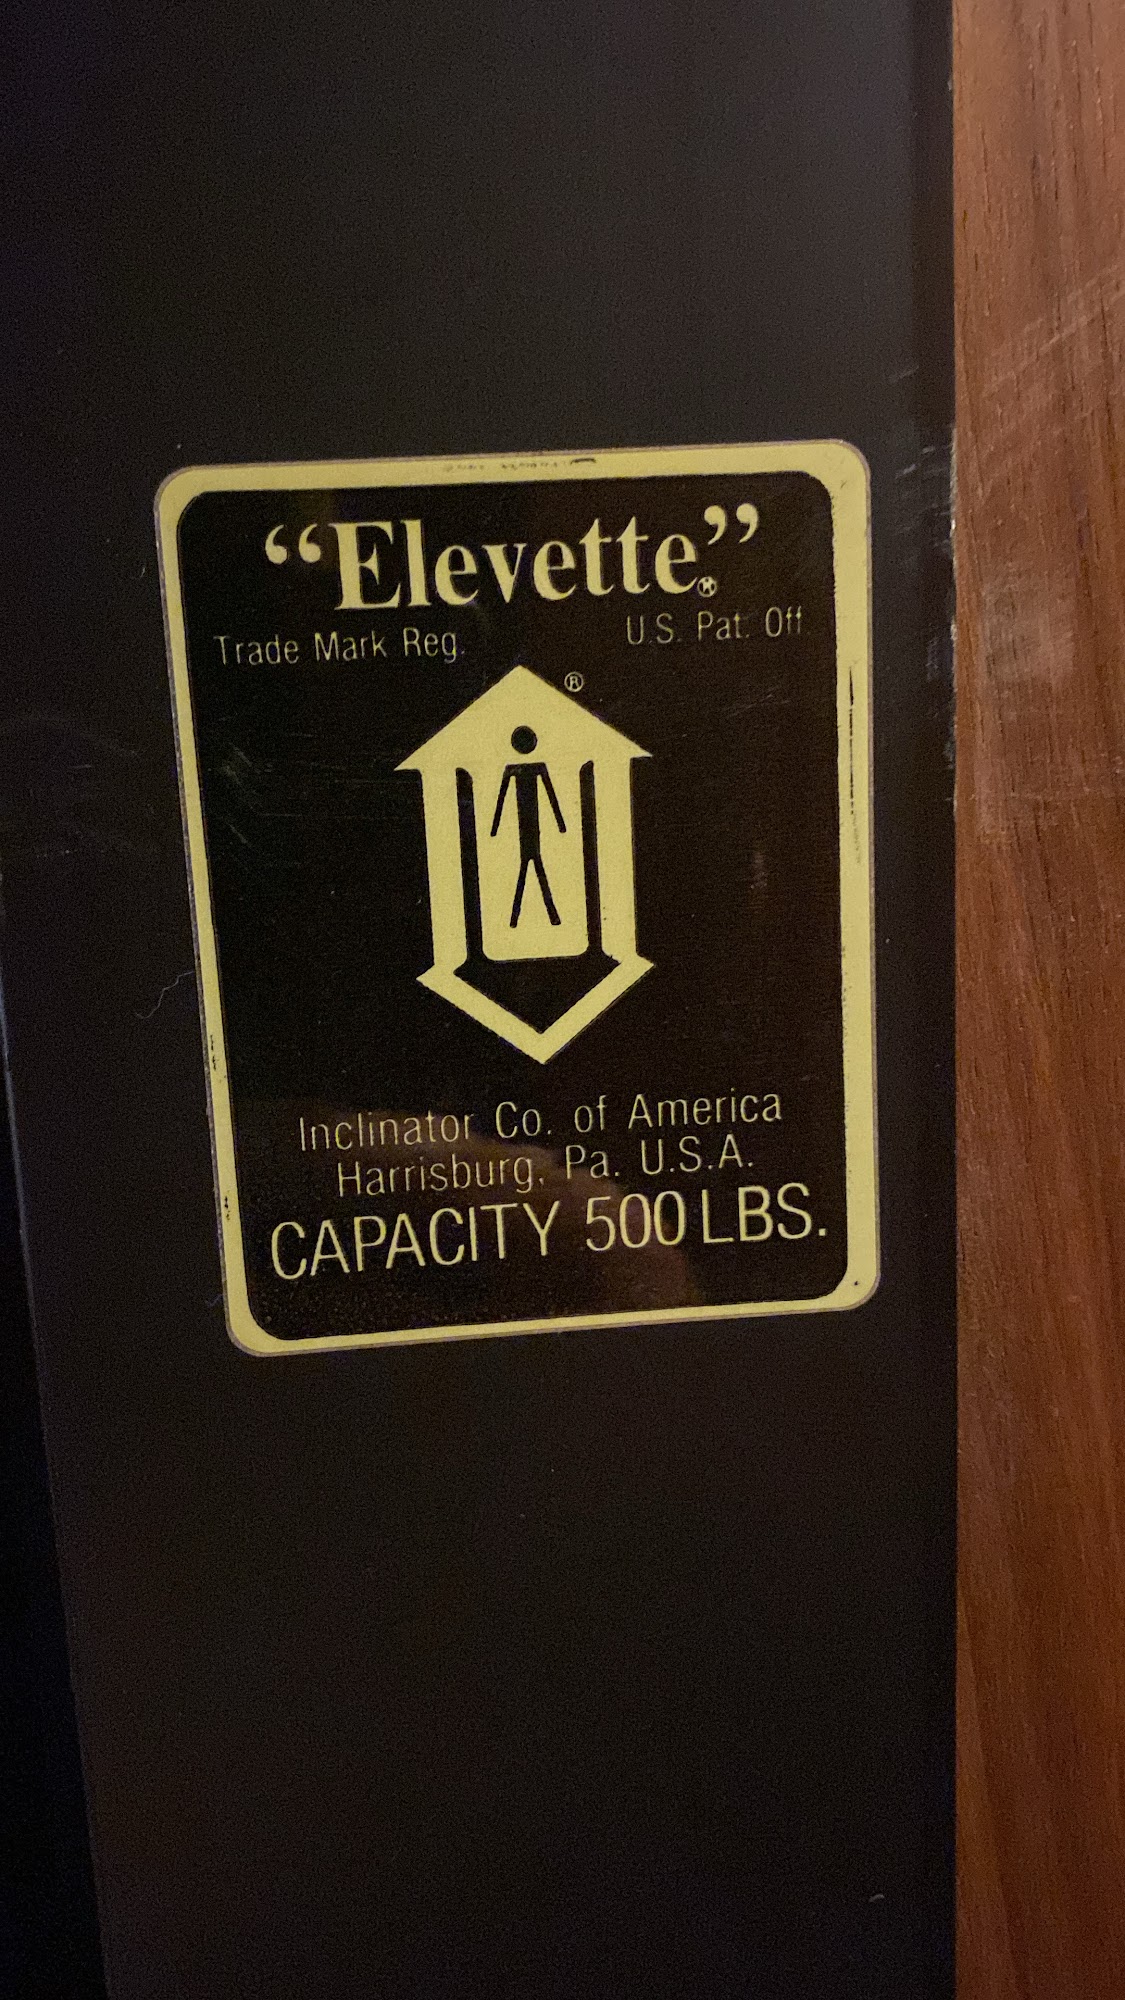 “Elevette®”
Trade Mark Reg. U.S. Pat. Off
®
Inclinator Co. of America
Harrisburg, Pa. U.S.A.
CAPACITY 500 LBS.